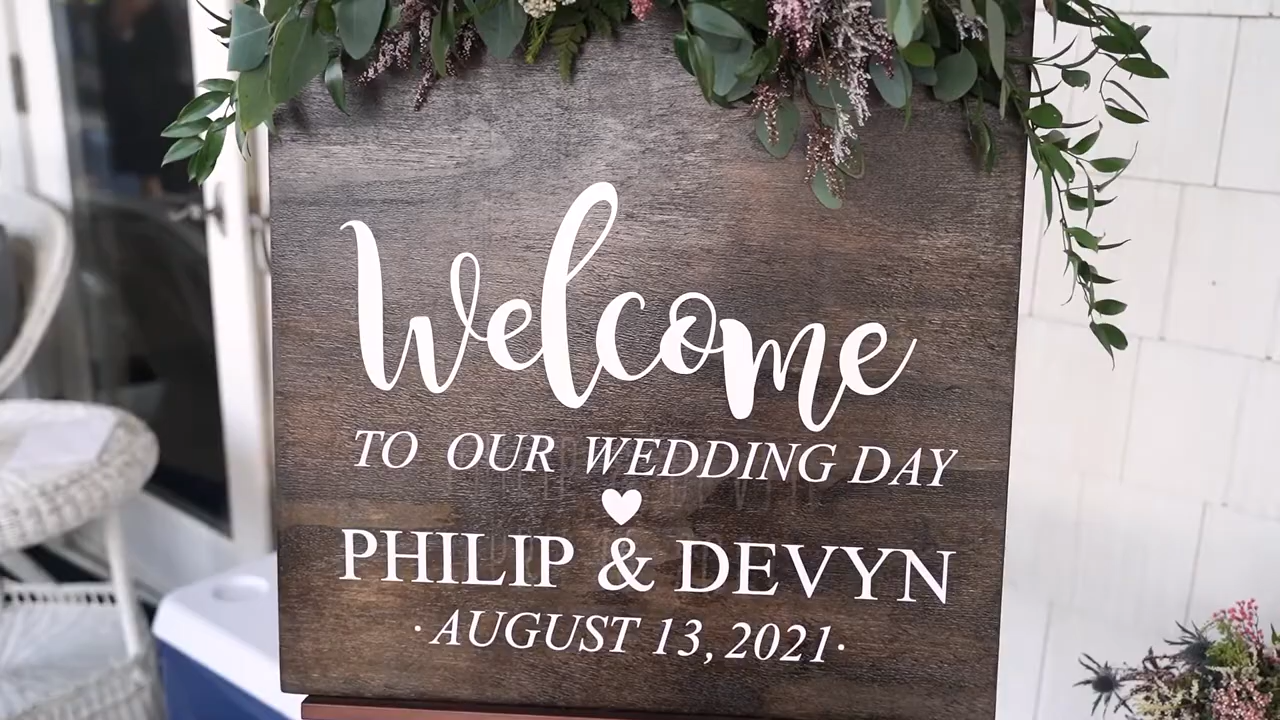 Welcome
TO OUR WEDDING DAY
PHILIP & DEVYN
· AUGUST 13, 2021 ·